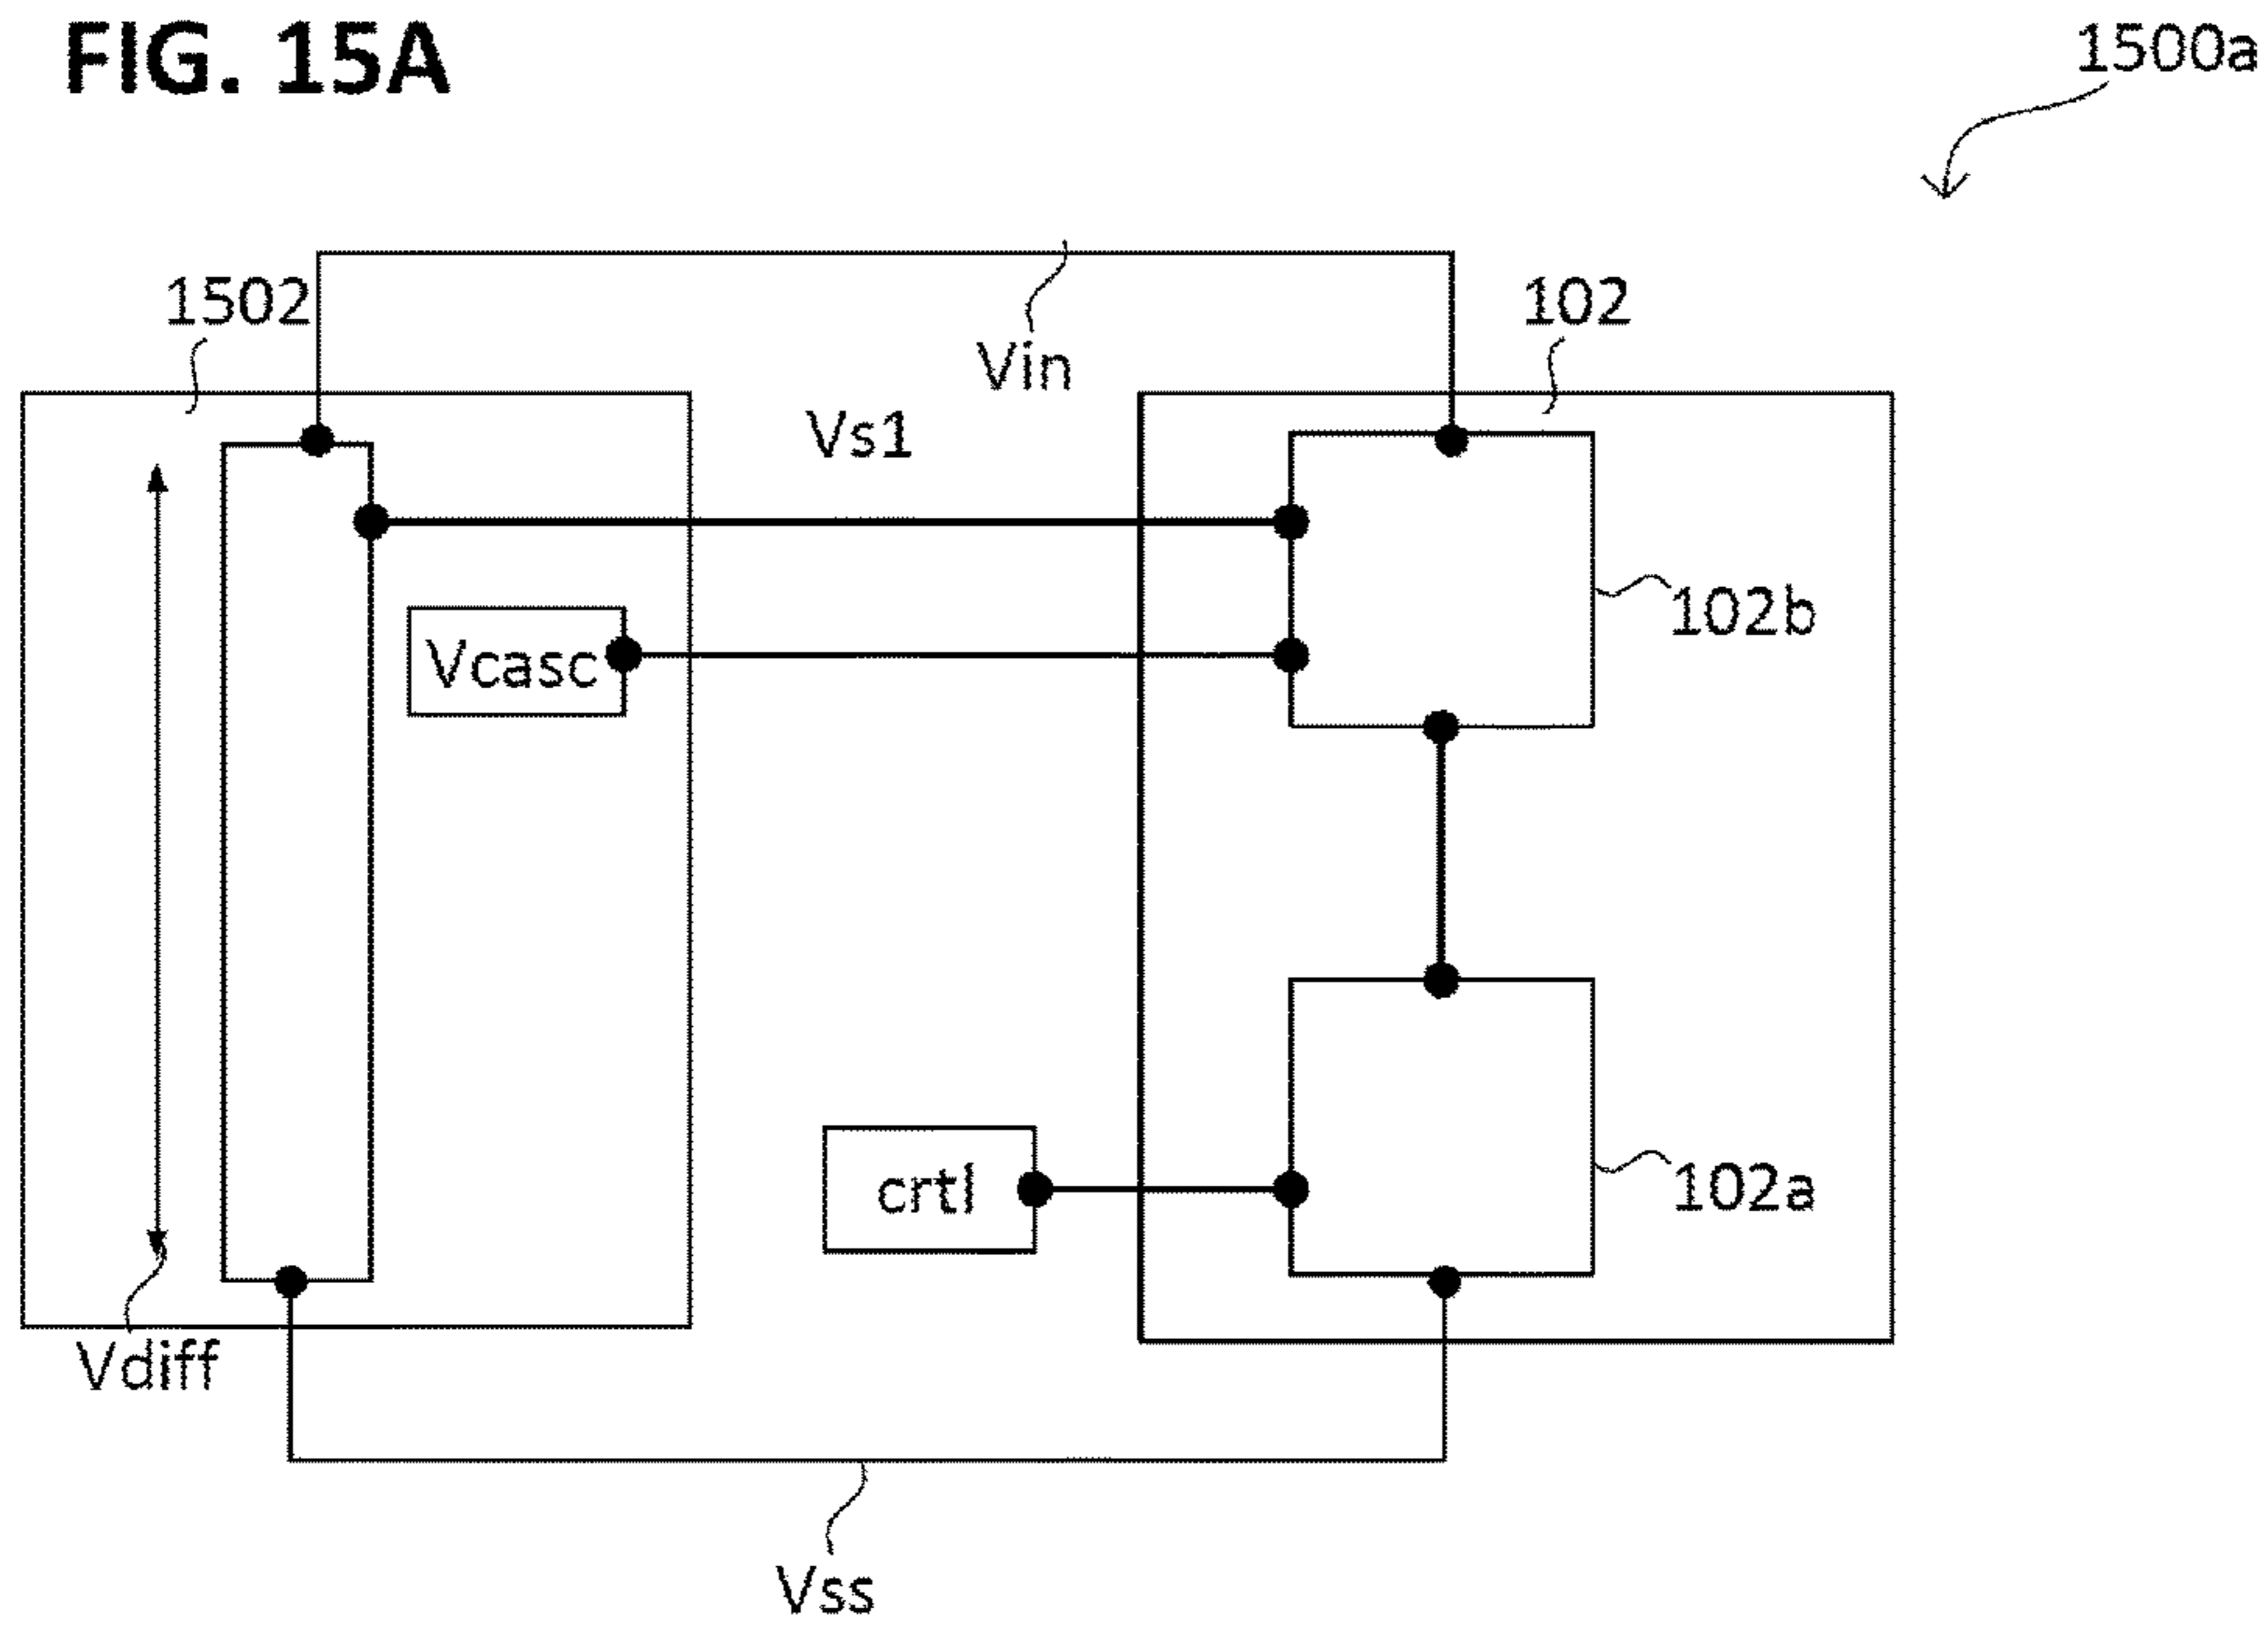 FIG. 15A
1500a
1502
102
Vin
Vs1
Vcasc
102b
crtl
102a
Vdiff
Vss